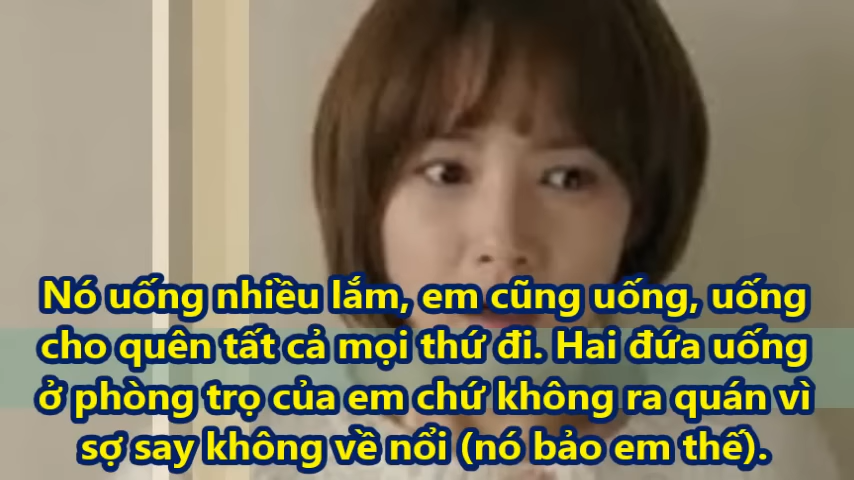 Nó uống nhiều lắm, em cũng uống, uống
cho quên tất cả mọi thứ đi. Hai đứa uống
ở phòng trọ của em chứ không ra quán vì
sợ say không về nổi (nó bảo em thế).